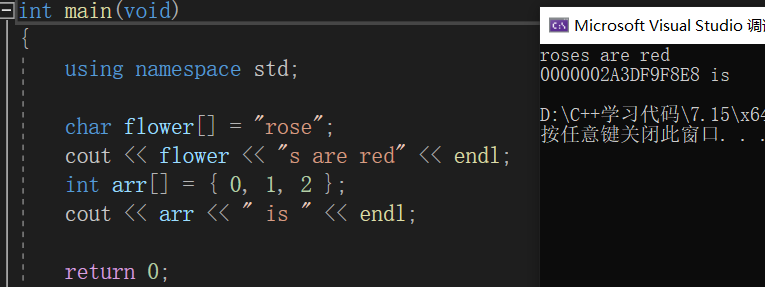 int main(void)
{
using namespace std;
char flower[] = "rose";
cout << flower << "s are red" << endl;
int arr[] = { 0, 1, 2 };
cout << arr << " is " << endl;
return 0;
Microsoft Visual Studio 调试
roses are red
0000002A3DF9F8E8 is
D:\C++学习代码\7.15\x64
按任意键关闭此窗口. . .